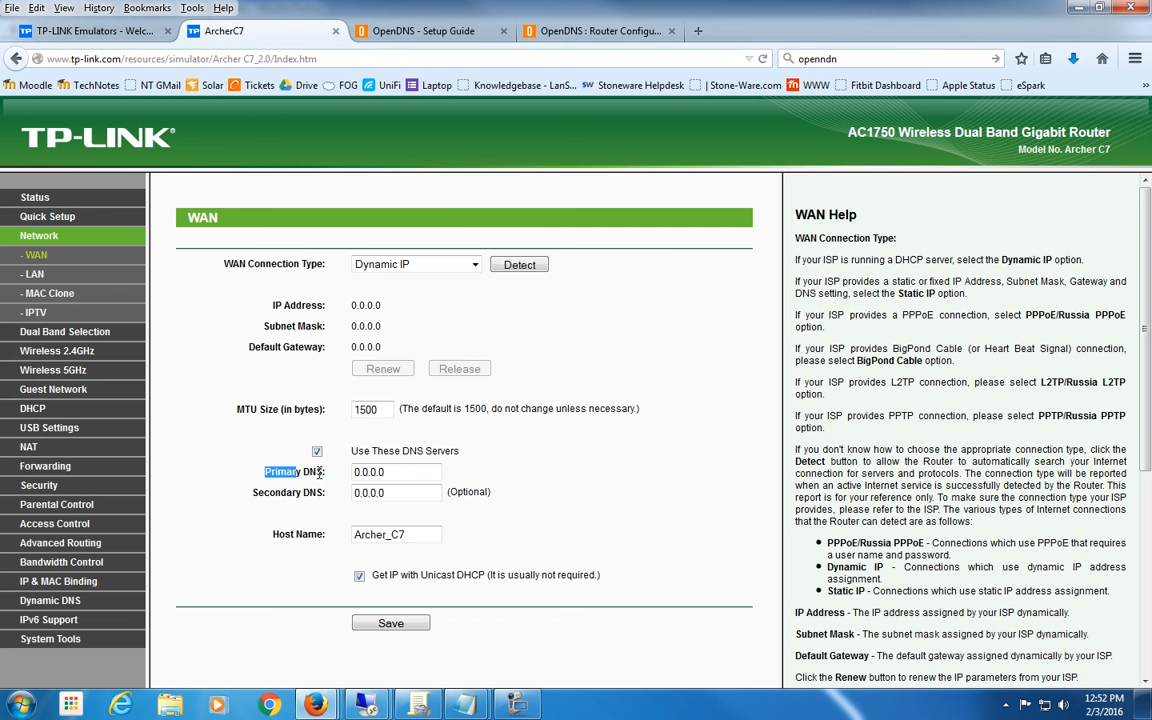 File Edit View History Bookmarks Tools Help
TP-LINK Emulators - Welc... × ArcherC7 × OpenDNS - Setup Guide × OpenDNS : Router Configu... × +
www.tp-link.com/resources/simulator/Archer C7_2.0/Index.htm
opendn
Moodle TechNotes NT GMail Solar Tickets Drive FOG UniFi Laptop Knowledgebase - LanS... SW Stoneware Helpdesk | Stone-Ware.com WWW Fitbit Dashboard Apple Status eSpark »
TP-LINK®
AC1750 Wireless Dual Band Gigabit Router
Model No. Archer C7
Status
Quick Setup
Network
- WAN
- LAN
- MAC Clone
- IPTV
Dual Band Selection
Wireless 2.4GHz
Wireless 5GHz
Guest Network
DHCP
USB Settings
NAT
Forwarding
Security
Parental Control
Access Control
Advanced Routing
Bandwidth Control
IP & MAC Binding
Dynamic DNS
IPv6 Support
System Tools
WAN
WAN Connection Type: Dynamic IP Detect
IP Address: 0.0.0.0
Subnet Mask: 0.0.0.0
Default Gateway: 0.0.0.0
Renew Release
MTU Size (in bytes): 1500 (The default is 1500, do not change unless necessary.)
Use These DNS Servers
Primary DNS: 0.0.0.0
Secondary DNS: 0.0.0.0 (Optional)
Host Name: Archer_C7
Get IP with Unicast DHCP (It is usually not required.)
Save
WAN Help
WAN Connection Type:
If your ISP is running a DHCP server, select the Dynamic IP option.
If your ISP provides a static or fixed IP Address, Subnet Mask, Gateway and
DNS setting, select the Static IP option.
If your ISP provides a PPPoE connection, select PPPoE/Russia PPPoE
option.
If your ISP provides BigPond Cable (or Heart Beat Signal) connection,
please select BigPond Cable option.
If your ISP provides L2TP connection, please select L2TP/Russia L2TP
option.
If your ISP provides PPTP connection, please select PPTP/Russia PPTP
option.
If you don't know how to choose the appropriate connection type, click the
Detect button to allow the Router to automatically search your Internet
connection for servers and protocols. The connection type will be reported
when an active Internet service is successfully detected by the Router. This
report is for your reference only. To make sure the connection type your ISP
provides, please refer to the ISP. The various types of Internet connections
that the Router can detect are as follows:
• PPPoE/Russia PPPoE - Connections which use PPPoE that requires
a user name and password.
• Dynamic IP - Connections which use dynamic IP address
assignment.
• Static IP - Connections which use static IP address assignment.
IP Address - The IP address assigned by your ISP dynamically.
Subnet Mask - The subnet mask assigned by your ISP dynamically.
Default Gateway - The default gateway assigned dynamically by your ISP.
Click the Renew button to renew the IP parameters from your ISP.
12:52 PM
2/3/2016